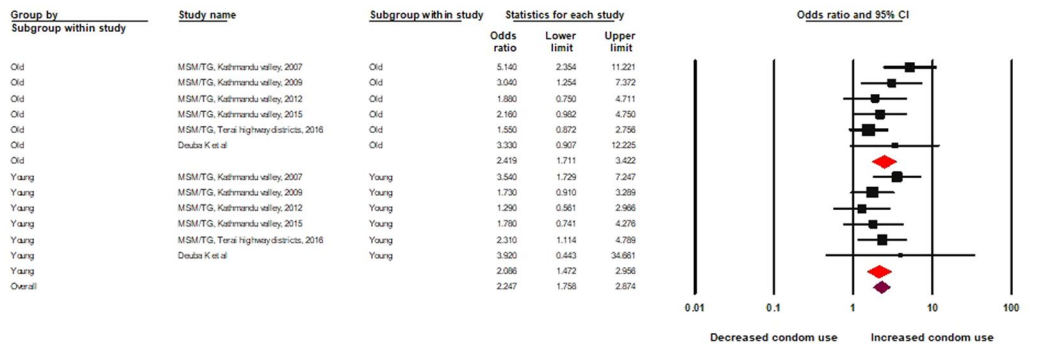 Group by Study name Subgroup within study Statistics for each study Odds ratio and 95% CI
Subgroup within study
Odds Lower Upper
ratio limit limit
Old MSM/TG, Kathmandu valley, 2007 Old 5.140 2.354 11.221
Old MSM/TG, Kathmandu valley, 2009 Old 3.040 1.254 7.372
Old MSM/TG, Kathmandu valley, 2012 Old 1.880 0.750 4.711
Old MSM/TG, Kathmandu valley, 2015 Old 2.160 0.982 4.750
Old MSM/TG, Terai highway districts, 2016 Old 1.550 0.872 2.756
Old Deuba K et al Old 3.330 0.907 12.225
Old 2.419 1.711 3.422
Young MSM/TG, Kathmandu valley, 2007 Young 3.540 1.729 7.247
Young MSM/TG, Kathmandu valley, 2009 Young 1.730 0.910 3.289
Young MSM/TG, Kathmandu valley, 2012 Young 1.290 0.561 2.966
Young MSM/TG, Kathmandu valley, 2015 Young 1.780 0.741 4.276
Young MSM/TG, Terai highway districts, 2016 Young 2.310 1.114 4.789
Young Deuba K et al Young 3.920 0.443 34.661
Young 2.086 1.472 2.956
Overall 2.247 1.758 2.874
0.01 0.1 1 10 100
Decreased condom use Increased condom use